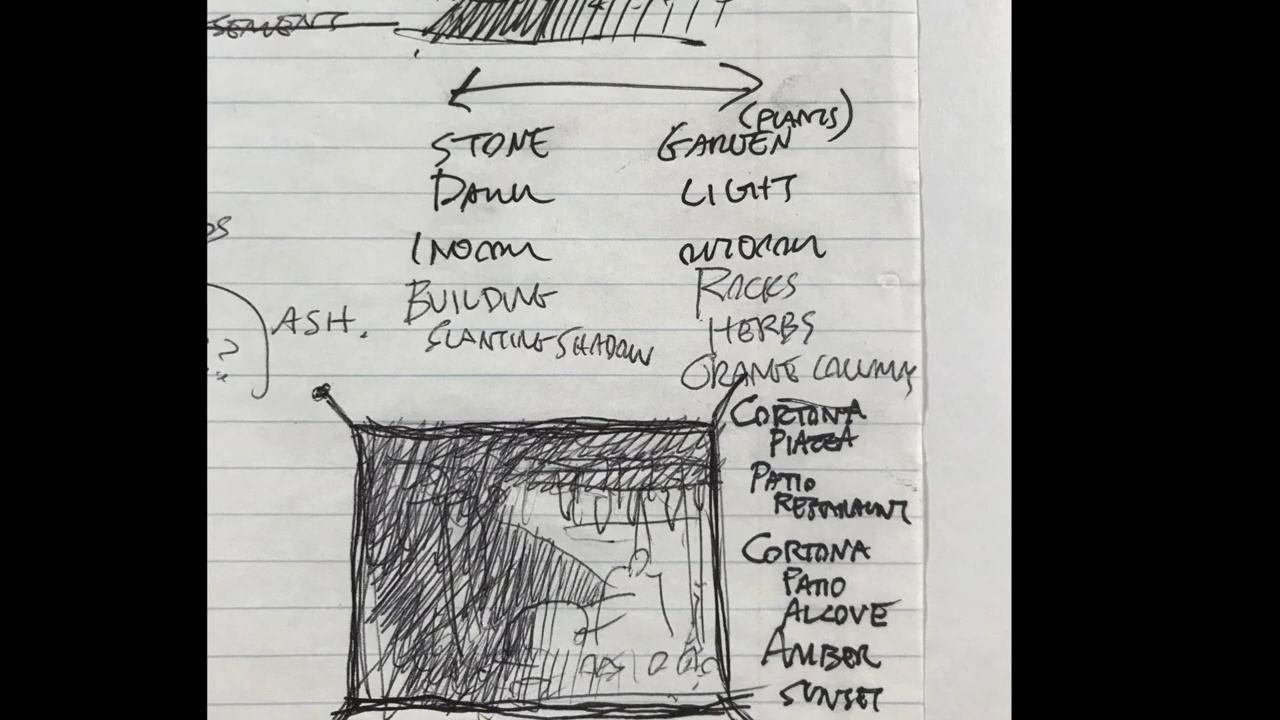 (PLANTS)
STONE GARDEN
DARK LIGHT
INDOOR OUTDOOR
BUILDING ROCKS
SLANTING SHADOW HERBS
ASH.
ORANGE COLUMNS
CORTONA
PIAZZA
PATIO
RESTAURANT
CORTONA
PATIO
ALCOVE
AMBER
SUNSET